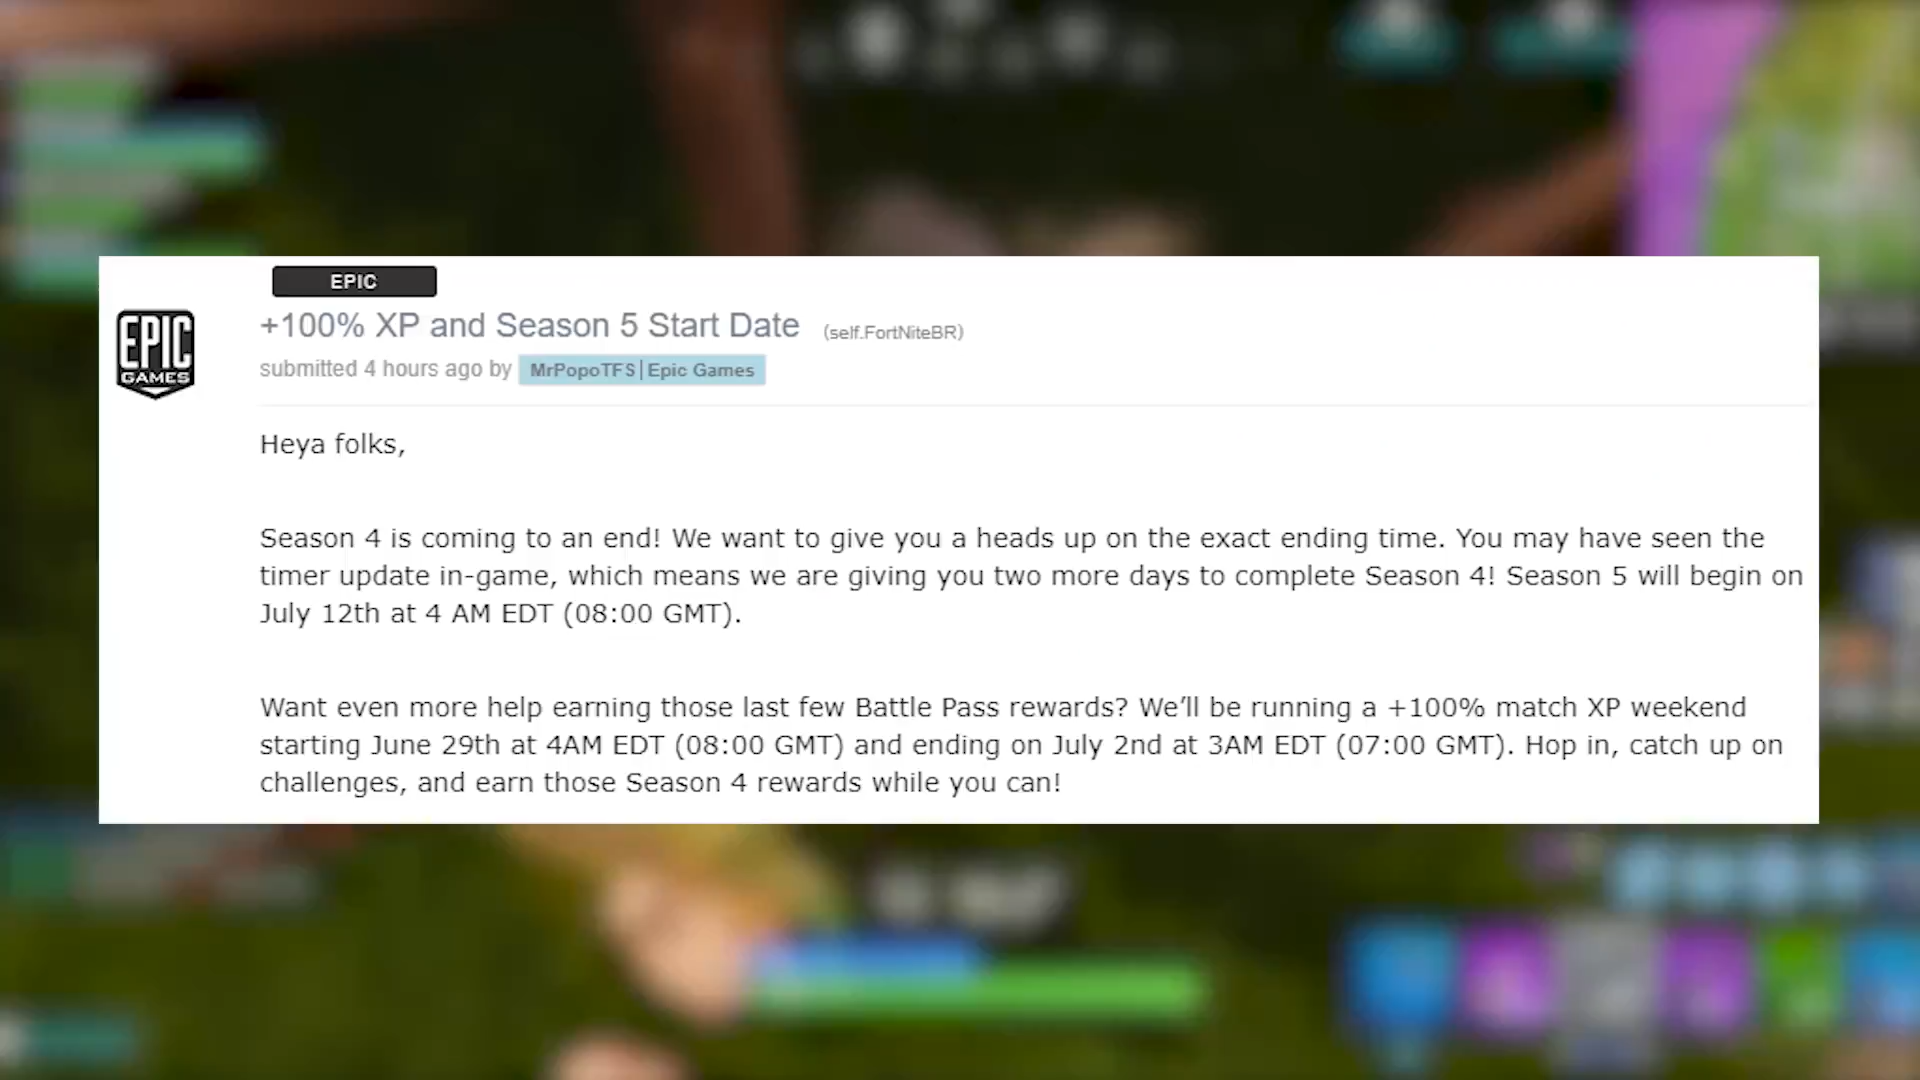 EPIC
EPIC
GAMES
+100% XP and Season 5 Start Date (self.FortNiteBR)
submitted 4 hours ago by MrPopoTFS|Epic Games
Heya folks,
Season 4 is coming to an end! We want to give you a heads up on the exact ending time. You may have seen the
timer update in-game, which means we are giving you two more days to complete Season 4! Season 5 will begin on
July 12th at 4 AM EDT (08:00 GMT).
Want even more help earning those last few Battle Pass rewards? We’ll be running a +100% match XP weekend
starting June 29th at 4AM EDT (08:00 GMT) and ending on July 2nd at 3AM EDT (07:00 GMT). Hop in, catch up on
challenges, and earn those Season 4 rewards while you can!